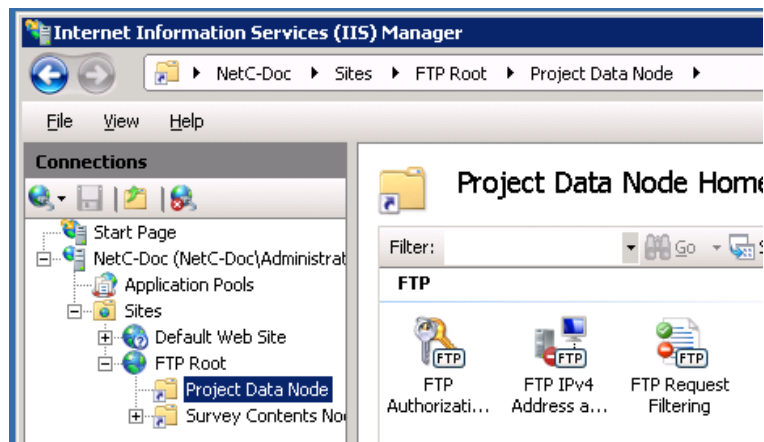 Internet Information Services (IIS) Manager
NetC-Doc Sites FTP Root Project Data Node
File View Help
Connections
Start Page
NetC-Doc (NetC-Doc\Administrat
Application Pools
Sites
Default Web Site
FTP Root
Project Data Node
Survey Contents No
Project Data Node Home
Filter: Go S
FTP
FTP FTP FTP
FTP FTP IPv4 FTP Request
Authorizati... Address a... Filtering